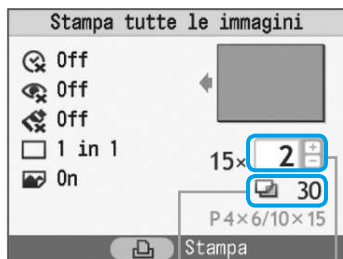 Stampa tutte le immagini
Off
Off
Off
1 in 1
On
15× 2
30
P 4×6/10×15
Stampa